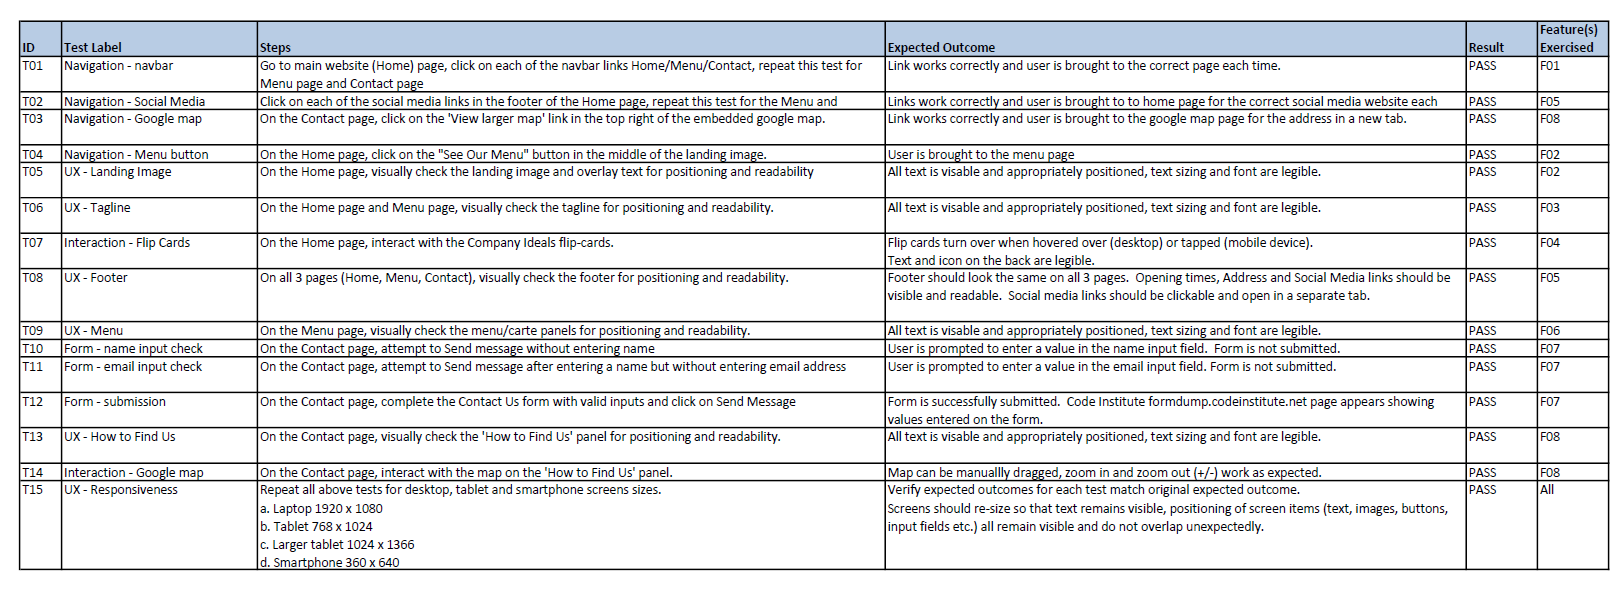 ID Test Label Steps Expected Outcome Result Feature(s) Exercised
T01 Navigation - navbar Go to main website (Home) page, click on each of the navbar links Home/Menu/Contact, repeat this test for Link works correctly and user is brought to the correct page each time. PASS F01
Menu page and Contact page
T02 Navigation - Social Media Click on each of the social media links in the footer of the Home page, repeat this test for the Menu and Links work correctly and user is brought to to home page for the correct social media website each PASS F05
T03 Navigation - Google map On the Contact page, click on the 'View larger map' link in the top right of the embedded google map. Link works correctly and user is brought to the google map page for the address in a new tab. PASS F08
T04 Navigation - Menu button On the Home page, click on the "See Our Menu" button in the middle of the landing image. User is brought to the menu page PASS F02
T05 UX - Landing Image On the Home page, visually check the landing image and overlay text for positioning and readability All text is visable and appropriately positioned, text sizing and font are legible. PASS F02
T06 UX - Tagline On the Home page and Menu page, visually check the tagline for positioning and readability. All text is visable and appropriately positioned, text sizing and font are legible. PASS F03
T07 Interaction - Flip Cards On the Home page, interact with the Company Ideals flip-cards. Flip cards turn over when hovered over (desktop) or tapped (mobile device). PASS F04
Text and icon on the back are legible.
T08 UX - Footer On all 3 pages (Home, Menu, Contact), visually check the footer for positioning and readability. Footer should look the same on all 3 pages. Opening times, Address and Social Media links should be PASS F05
visible and readable. Social media links should be clickable and open in a separate tab.
T09 UX - Menu On the Menu page, visually check the menu/carte panels for positioning and readability. All text is visable and appropriately positioned, text sizing and font are legible. PASS F06
T10 Form - name input check On the Contact page, attempt to Send message without entering name User is prompted to enter a value in the name input field. Form is not submitted. PASS F07
T11 Form - email input check On the Contact page, attempt to Send message after entering a name but without entering email address User is prompted to enter a value in the email input field. Form is not submitted. PASS F07
T12 Form - submission On the Contact page, complete the Contact Us form with valid inputs and click on Send Message Form is successfully submitted. Code Institute formdump.codeinstitute.net page appears showing PASS F07
values entered on the form.
T13 UX - How to Find Us On the Contact page, visually check the 'How to Find Us' panel for positioning and readability. All text is visable and appropriately positioned, text sizing and font are legible. PASS F08
T14 Interaction - Google map On the Contact page, interact with the map on the 'How to Find Us' panel. Map can be manuallly dragged, zoom in and zoom out (+/-) work as expected. PASS F08
T15 UX - Responsiveness Repeat all above tests for desktop, tablet and smartphone screens sizes. Verify expected outcomes for each test match original expected outcome. PASS All
a. Laptop 1920 x 1080 Screens should re-size so that text remains visible, positioning of screen items (text, images, buttons,
b. Tablet 768 x 1024 input fields etc.) all remain visible and do not overlap unexpectedly.
c. Larger tablet 1024 x 1366
d. Smartphone 360 x 640